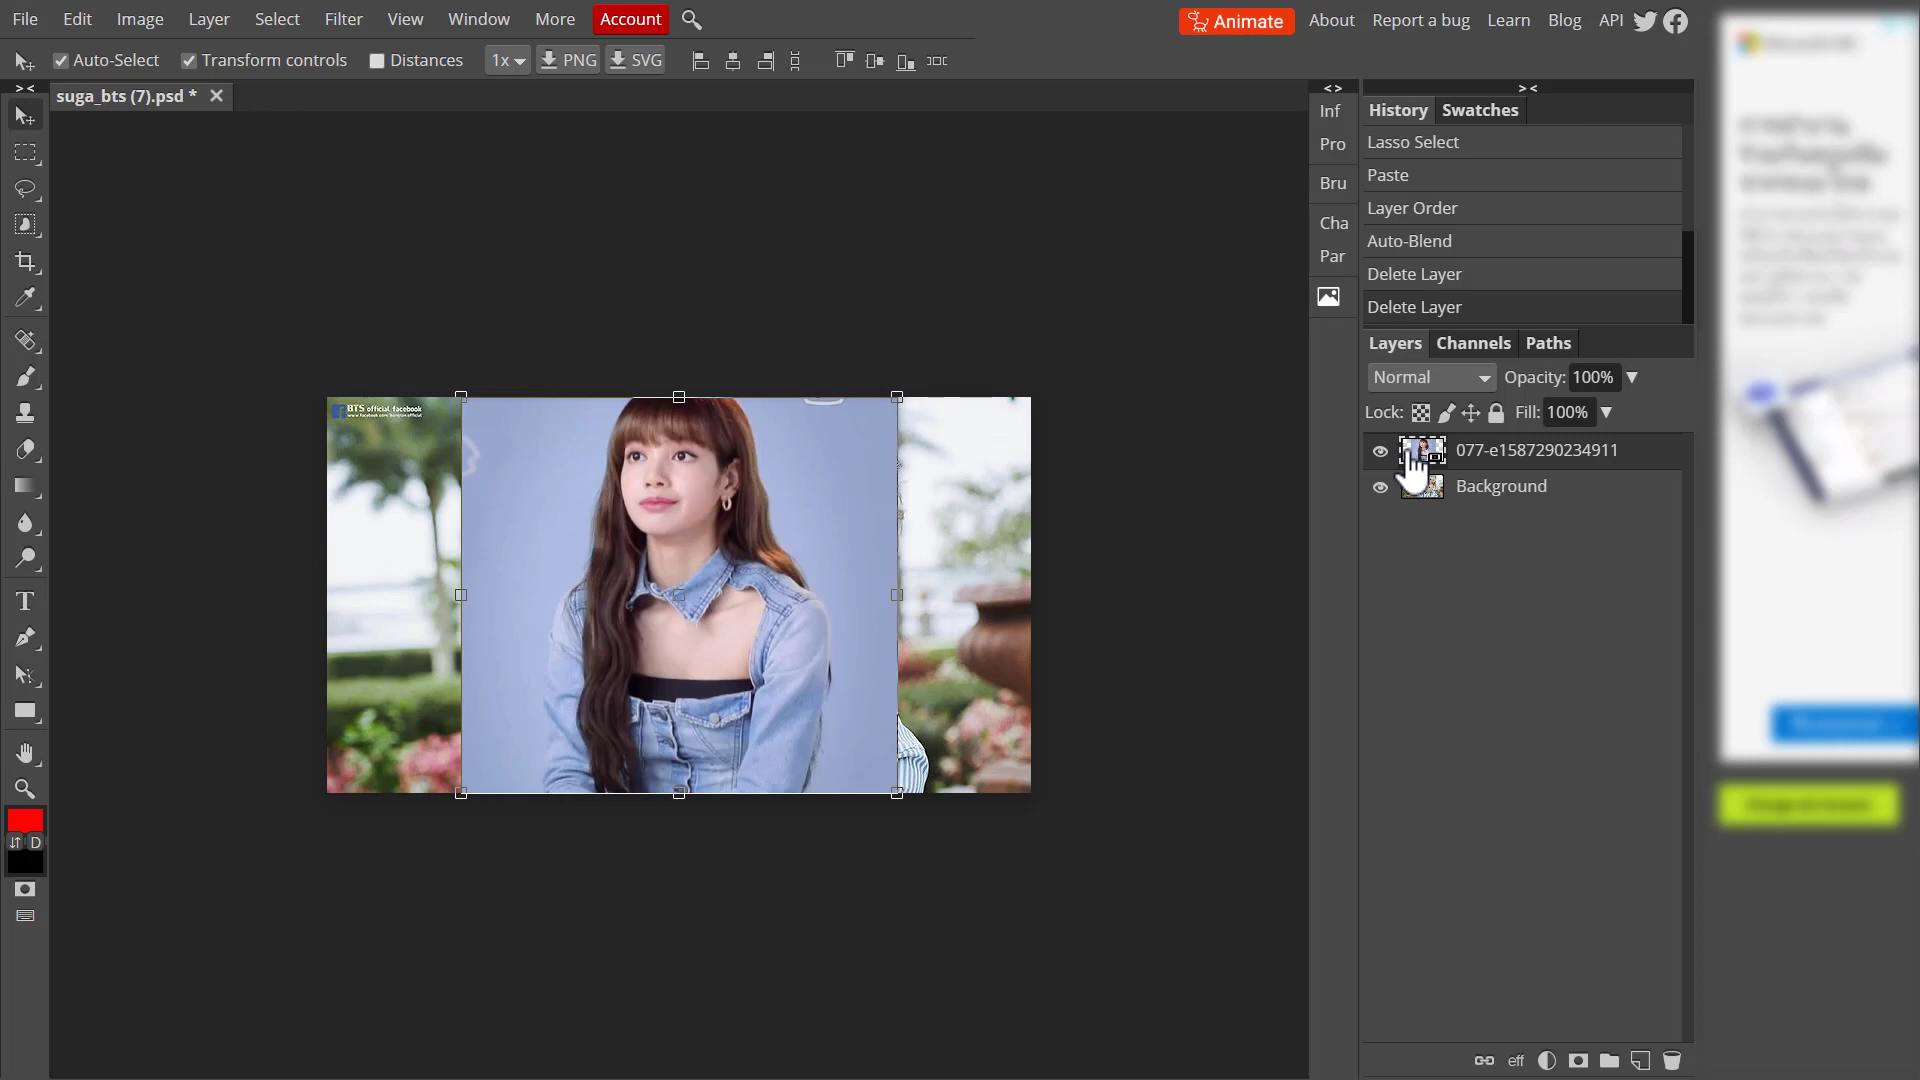 File Edit Image Layer Select Filter View Window More Account
Animate About Report a bug Learn Blog API
Auto-Select Transform controls Distances 1x PNG SVG
suga_bts (7).psd *
BTS official facebook
Inf
Pro
Bru
Cha
Par
History Swatches
Lasso Select
Paste
Layer Order
Auto-Blend
Delete Layer
Delete Layer
Layers Channels Paths
Normal Opacity: 100%
Lock: Fill: 100%
077-e1587290234911
Background
D
eff